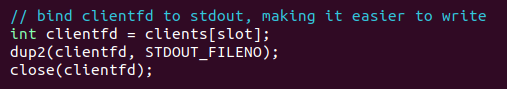 // bind clientfd to stdout, making it easier to write
int clientfd = clients[slot];
dup2(clientfd, STDOUT_FILENO);
close(clientfd);